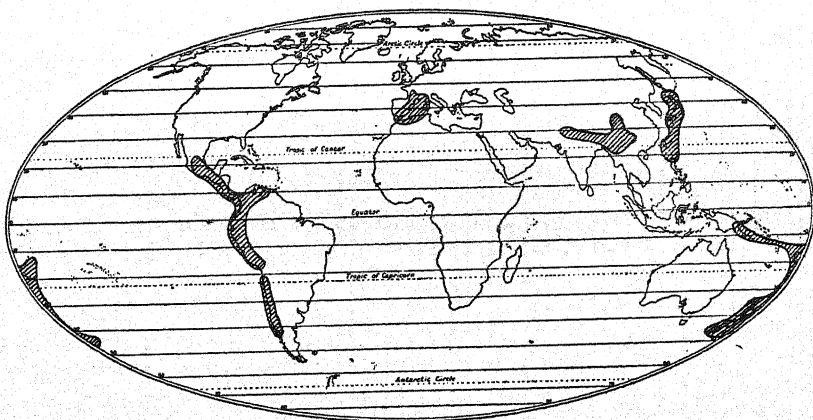 Arctic Circle
Tropic of Cancer
Equator
Tropic of Capricorn
Antarctic Circle